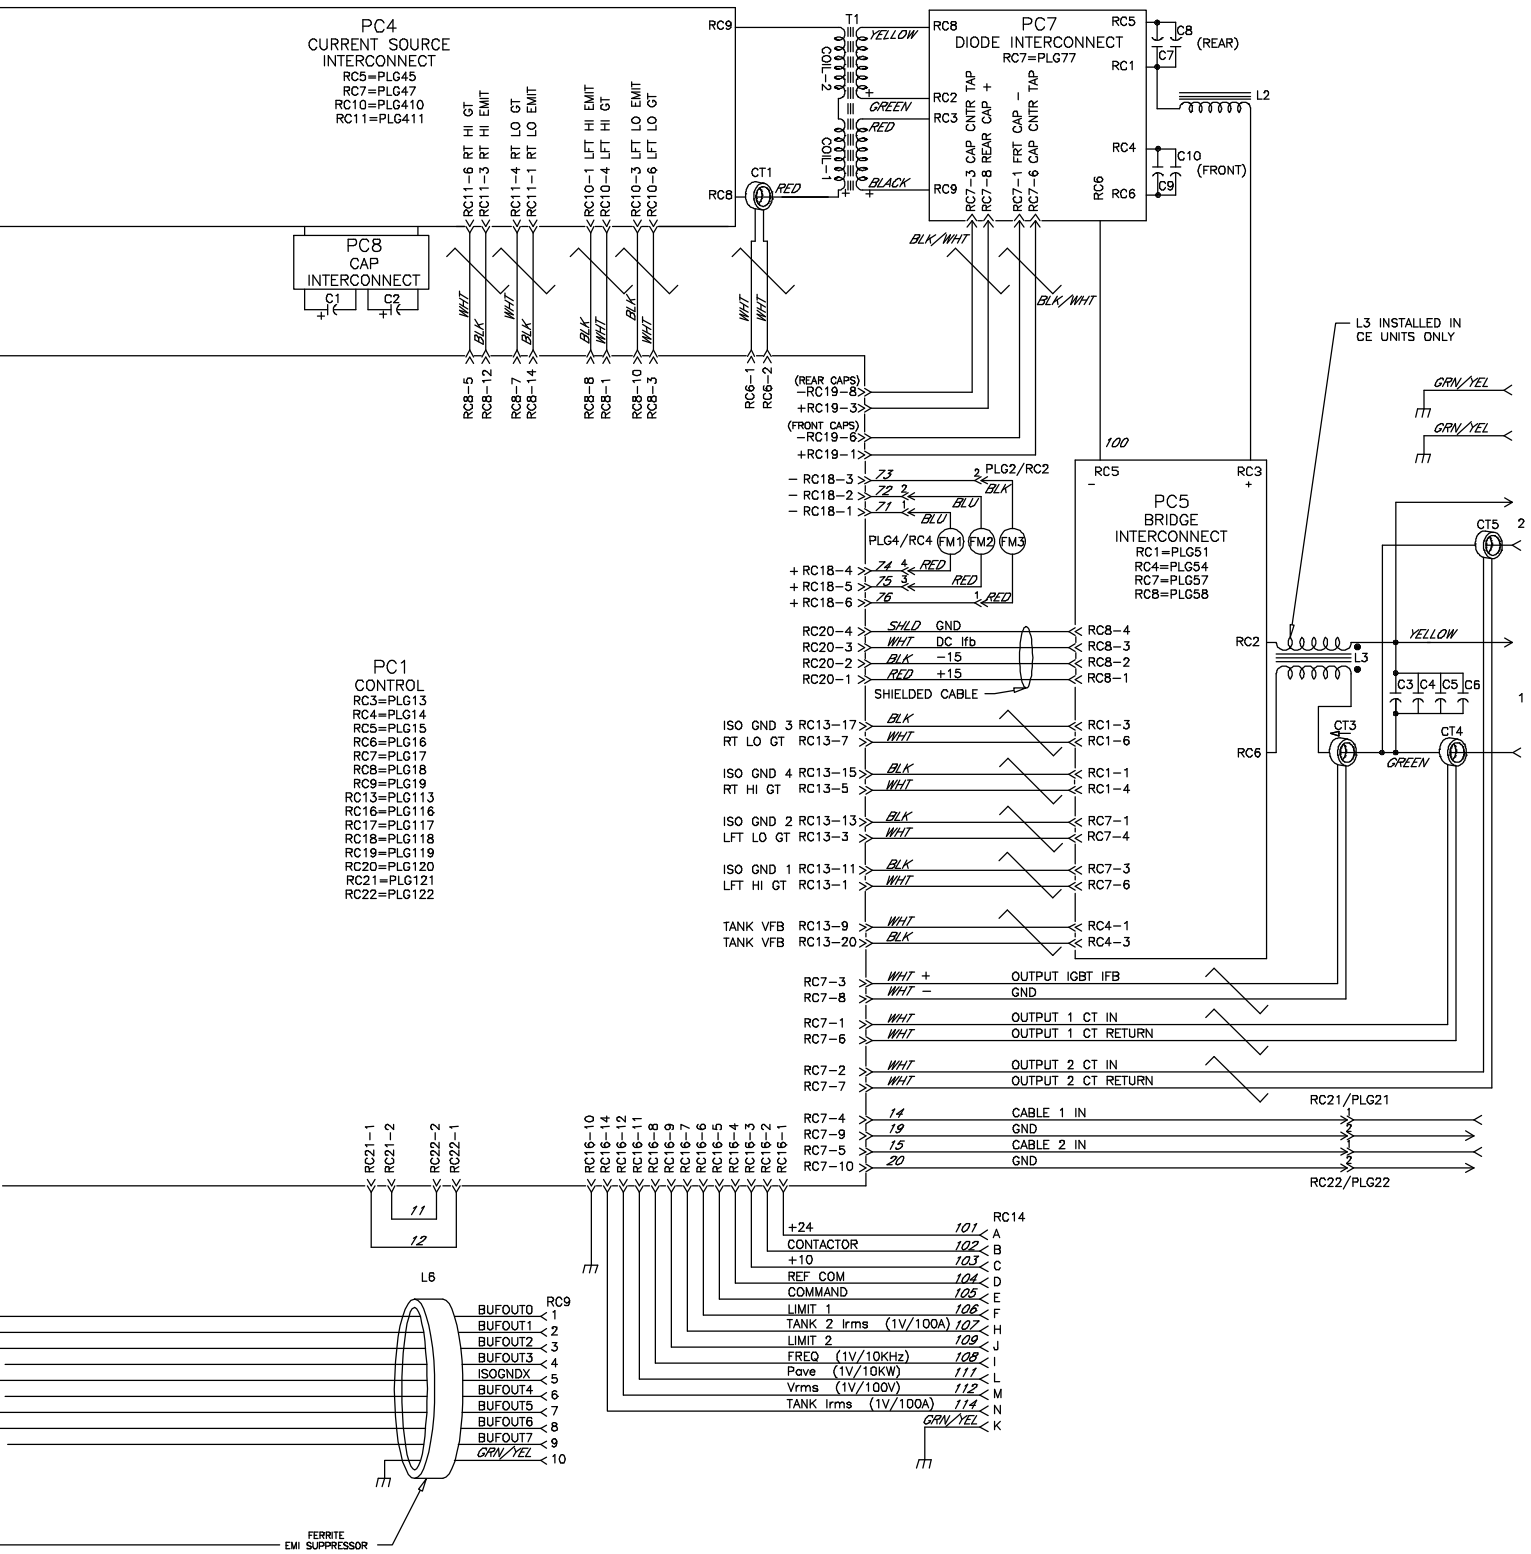 PC4
CURRENT SOURCE
INTERCONNECT
RC5=PLG45
RC7=PLG47
RC10=PLG410
RC11=PLG411
RC11-6 RT HI GT
RC11-3 RT HI EMIT
RC11-4 RT LO GT
RC11-1 RT LO EMIT
RC10-1 LFT HI EMIT
RC10-4 LFT HI GT
RC10-3 LFT LO EMIT
RC10-6 LFT LO GT
RC9
RC8
CT1
RED
T1
COIL-2
COIL-1
+
YELLOW
+
GREEN
RED
BLACK
+
PC7
DIODE INTERCONNECT
RC7=PLG77
RC8
RC2
RC3
RC9
RC5
RC1
RC4
RC6
RC6
RC7-3 CAP CNTR TAP
RC7-8 REAR CAP +
RC7-1 FRT CAP -
RC7-6 CAP CNTR TAP
C8
C7
(REAR)
L2
C10
C9
(FRONT)
BLK/WHT
BLK/WHT
PC8
CAP
INTERCONNECT
C1
+
C2
+
WHT
BLK
WHT
BLK
BLK
WHT
BLK
WHT
WHT
WHT
RC8-5
RC8-12
RC8-7
RC8-14
RC8-8
RC8-1
RC8-10
RC8-3
RC6-1
RC6-2
L3 INSTALLED IN
CE UNITS ONLY
GRN/YEL
GRN/YEL
(REAR CAPS)
-RC19-8
+RC19-3
(FRONT CAPS)
-RC19-6
+RC19-1
100
- RC18-3 73 2 PLG2/RC2
BLK
- RC18-2 72 2
BLU
- RC18-1 71 1
BLU
PLG4/RC4 FM1 FM2 FM3
+ RC18-4 74 4 RED
+ RC18-5 75 3 RED
+ RC18-6 76 1 RED
RC5
-
RC3
+
PC5
BRIDGE
INTERCONNECT
RC1=PLG51
RC4=PLG54
RC7=PLG57
RC8=PLG58
CT5
2
RC20-4 SHLD GND RC8-4
RC20-3 WHT DC Ifb RC8-3
RC20-2 BLK -15 RC8-2
RC20-1 RED +15 RC8-1
SHIELDED CABLE
RC2
L3
YELLOW
C3 C4 C5 C6
1
RC6
CT3
GREEN
CT4
PC1
CONTROL
RC3=PLG13
RC4=PLG14
RC5=PLG15
RC6=PLG16
RC7=PLG17
RC8=PLG18
RC9=PLG19
RC13=PLG113
RC16=PLG116
RC17=PLG117
RC18=PLG118
RC19=PLG119
RC20=PLG120
RC21=PLG121
RC22=PLG122
ISO GND 3 RC13-17 BLK RC1-3
RT LO GT RC13-7 WHT RC1-6
ISO GND 4 RC13-15 BLK RC1-1
RT HI GT RC13-5 WHT RC1-4
ISO GND 2 RC13-13 BLK RC7-1
LFT LO GT RC13-3 WHT RC7-4
ISO GND 1 RC13-11 BLK RC7-3
LFT HI GT RC13-1 WHT RC7-6
TANK VFB RC13-9 WHT RC4-1
TANK VFB RC13-20 BLK RC4-3
RC7-3 WHT + OUTPUT IGBT IFB
RC7-8 WHT - GND
RC7-1 WHT OUTPUT 1 CT IN
RC7-6 WHT OUTPUT 1 CT RETURN
RC7-2 WHT OUTPUT 2 CT IN
RC7-7 WHT OUTPUT 2 CT RETURN
RC21/PLG21
RC7-4 14 CABLE 1 IN 1
RC7-9 19 GND 2
RC7-5 15 CABLE 2 IN 1
RC7-10 20 GND 2
RC22/PLG22
RC21-1
RC21-2
RC22-2
RC22-1
11
12
RC16-10
RC16-14
RC16-12
RC16-11
RC16-8
RC16-9
RC16-7
RC16-6
RC16-5
RC16-4
RC16-3
RC16-2
RC16-1
RC14
+24 101 A
CONTACTOR 102 B
+10 103 C
REF COM 104 D
COMMAND 105 E
LIMIT 1 106 F
TANK 2 Irms (1V/100A) 107 H
LIMIT 2 109 J
FREQ (1V/10KHz) 108 I
Pave (1V/10KW) 111 L
Vrms (1V/100V) 112 M
TANK Irms (1V/100A) 114 N
GRN/YEL K
L6
RC9
BUFOUT0 1
BUFOUT1 2
BUFOUT2 3
BUFOUT3 4
ISOGNDX 5
BUFOUT4 6
BUFOUT5 7
BUFOUT6 8
BUFOUT7 9
GRN/YEL 10
FERRITE
EMI SUPPRESSOR